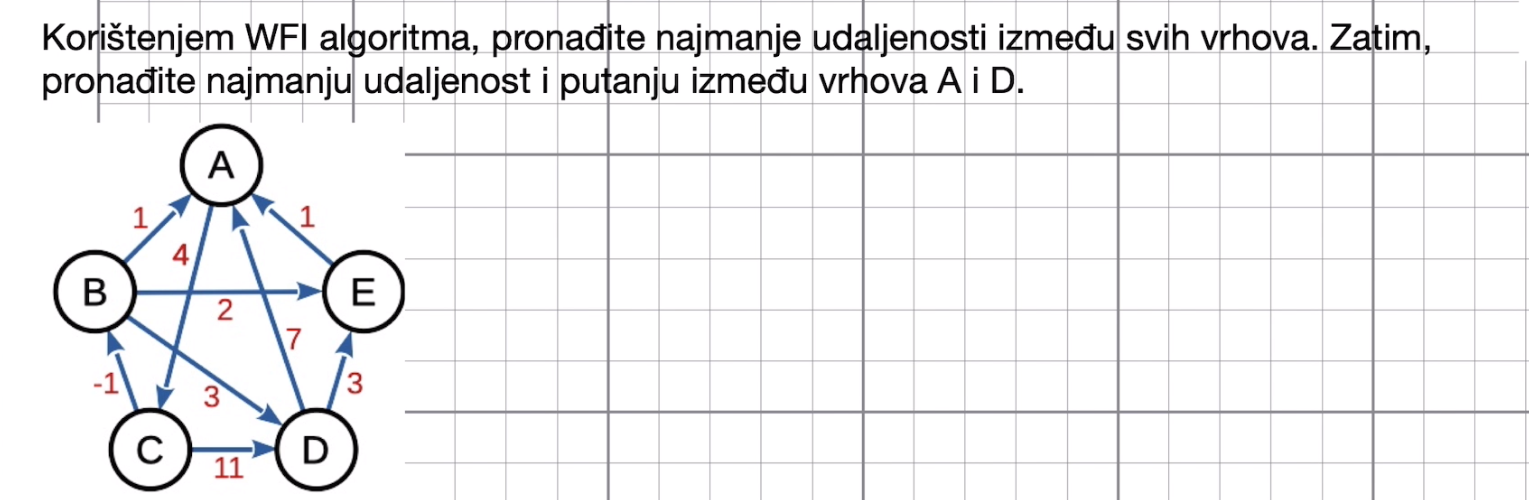 Korištenjem WFI algoritma, pronađite najmanje udaljenosti između svih vrhova. Zatim,
pronađite najmanju udaljenost i putanju između vrhova A i D.
A
1 1
4
B E
2
7
-1 3 3
C D
11